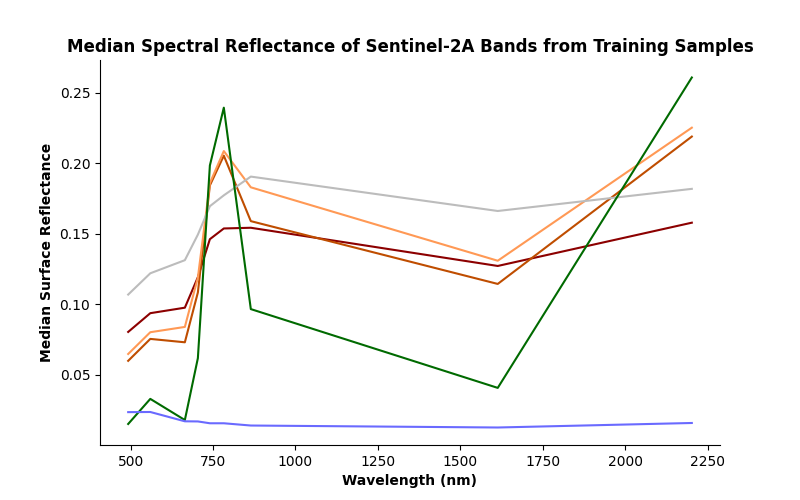 Median Spectral Reflectance of Sentinel-2A Bands from Training Samples
Median Surface Reflectance
0.25
0.20
0.15
0.10
0.05
500 750 1000 1250 1500 1750 2000 2250
Wavelength (nm)